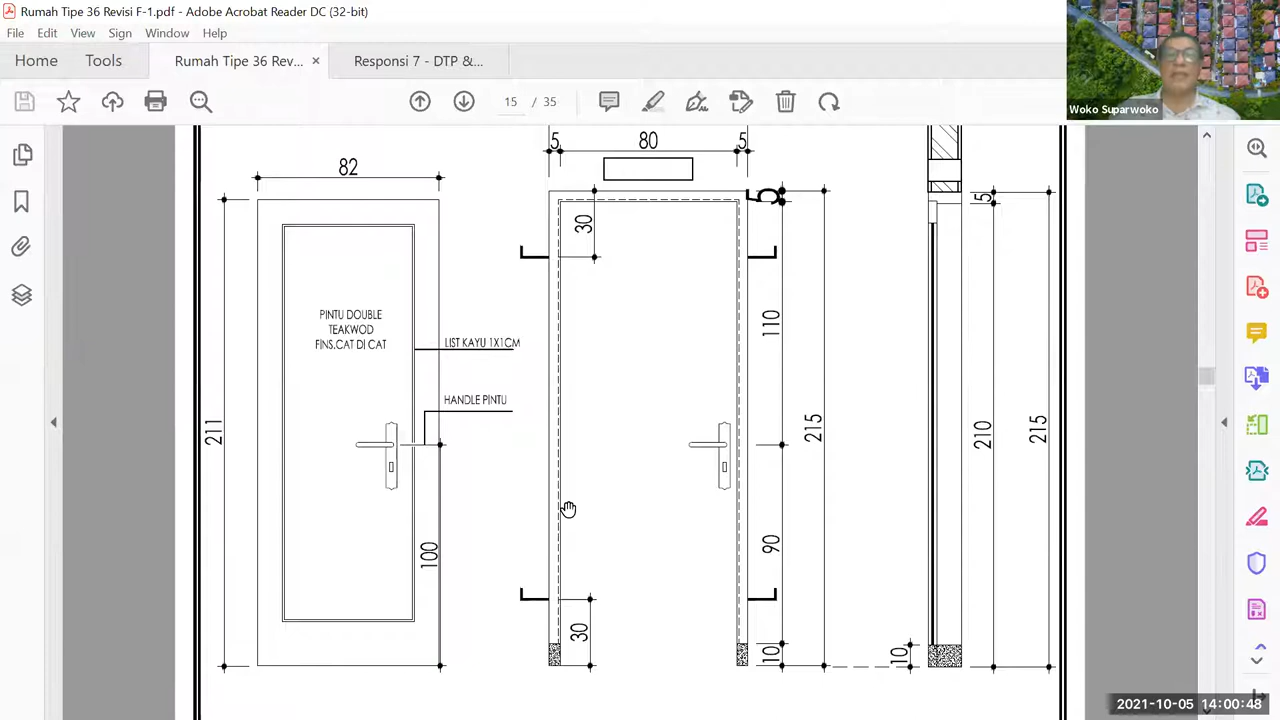 Rumah Tipe 36 Revisi F-1.pdf - Adobe Acrobat Reader DC (32-bit)
File Edit View Sign Window Help
Home Tools Rumah Tipe 36 Rev... × Responsi 7 - DTP &...
15 / 35
Woko Suparwoko
5 80 5
82
5
5
30
110
PINTU DOUBLE
TEAKWOD
FINS.CAT DI CAT
LIST KAYU 1X1CM
HANDLE PINTU
211
215
210
215
100
90
30
10
10
2021-10-05 14:00:48